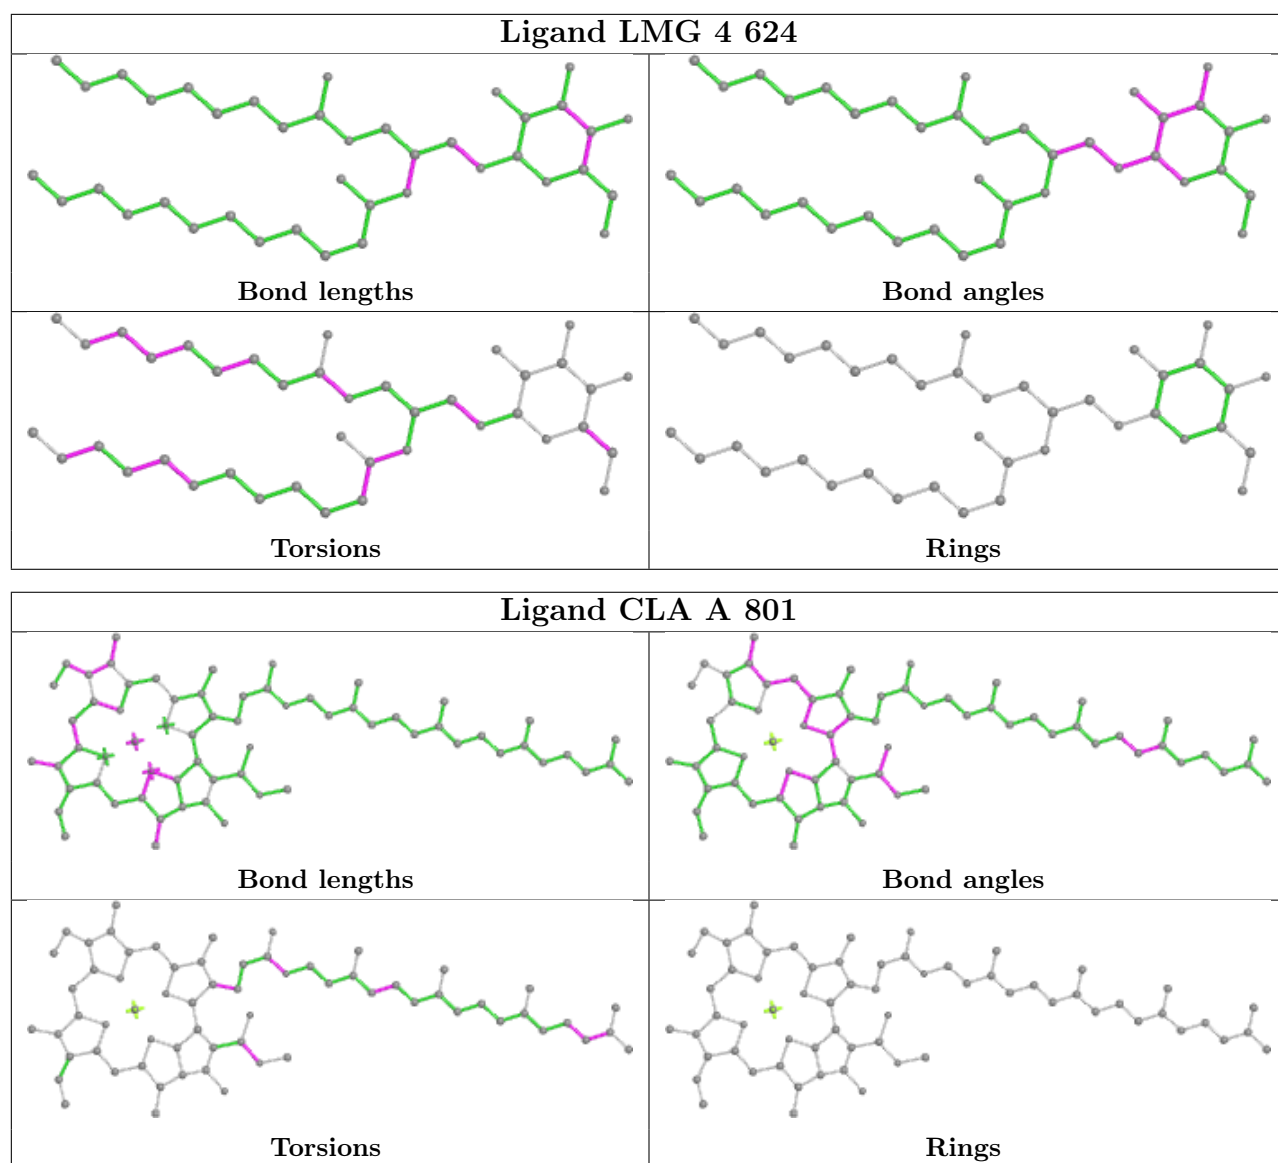 Ligand LMG 4 624
Bond lengths
Bond angles
Torsions
Rings
Ligand CLA A 801
Bond lengths
Bond angles
Torsions
Rings